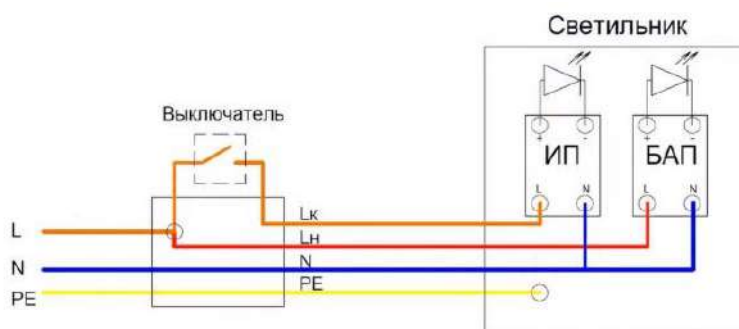 Светильник
Выключатель
+ - + -
ИП БАП
L N L N
L Lк
Lн
N N
PE PE